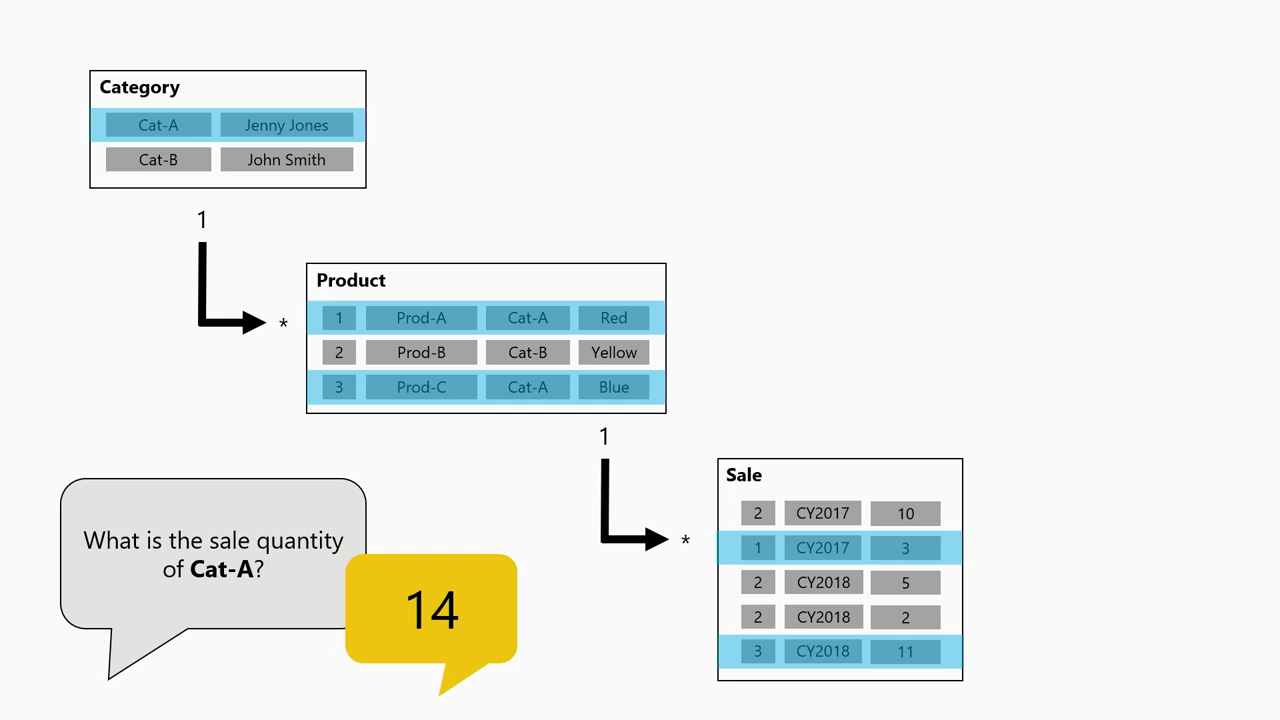 Category
Cat-A Jenny Jones
Cat-B John Smith
1
*
Product
1 Prod-A Cat-A Red
2 Prod-B Cat-B Yellow
3 Prod-C Cat-A Blue
1
*
Sale
2 CY2017 10
1 CY2017 3
2 CY2018 5
2 CY2018 2
3 CY2018 11
What is the sale quantity
of Cat-A?
14